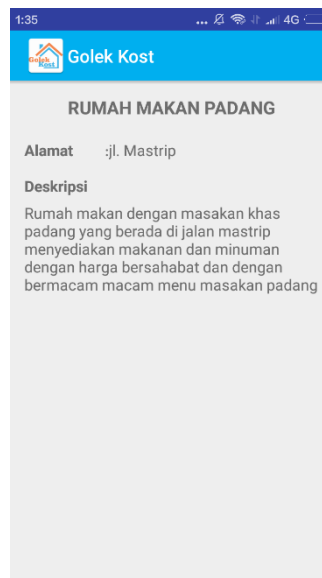 1:35 ... 4G
Golek Kost
Golek Kost
RUMAH MAKAN PADANG
Alamat :jl. Mastrip
Deskripsi
Rumah makan dengan masakan khas
padang yang berada di jalan mastrip
menyediakan makanan dan minuman
dengan harga bersahabat dan dengan
bermacam macam menu masakan padang